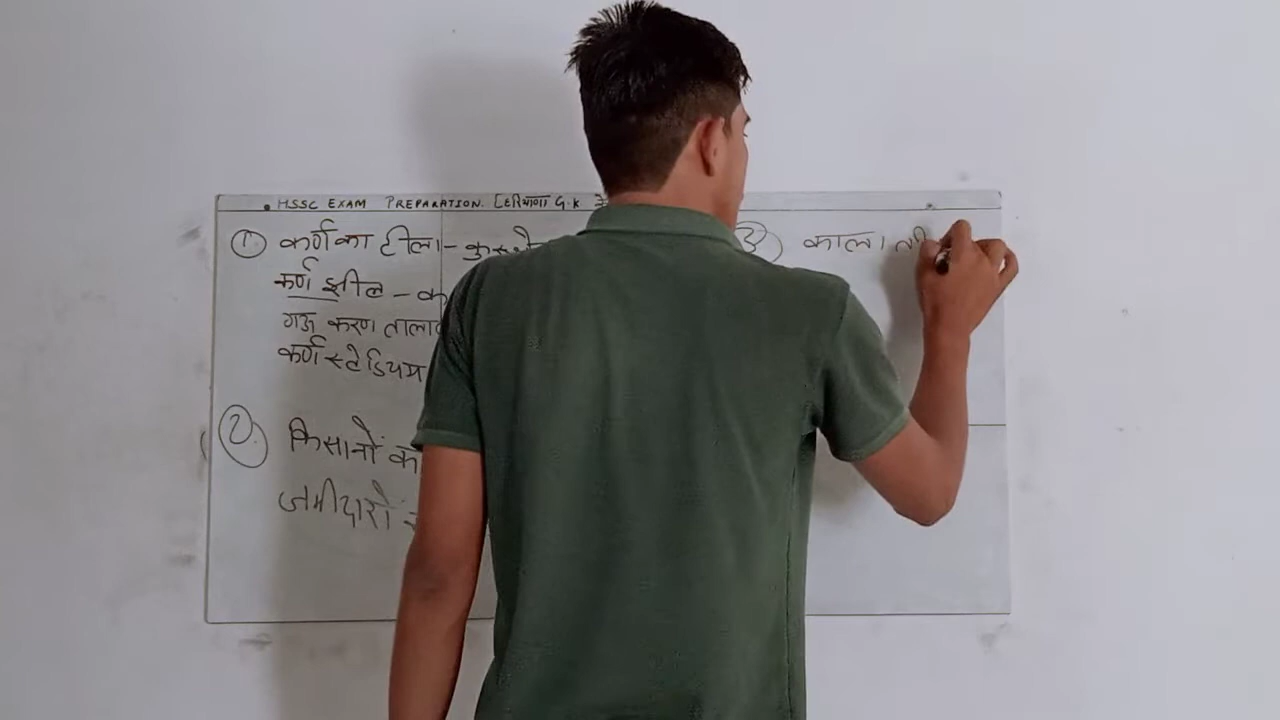 HSSC EXAM PREPARATION. [हरियाणा G.K
① कर्ण का टीला - कुरुक्षे
कर्ण झील - क
गऊ करण ताला
कर्ण स्टेडियम
② किसानों क
जमीदारों
③ काला